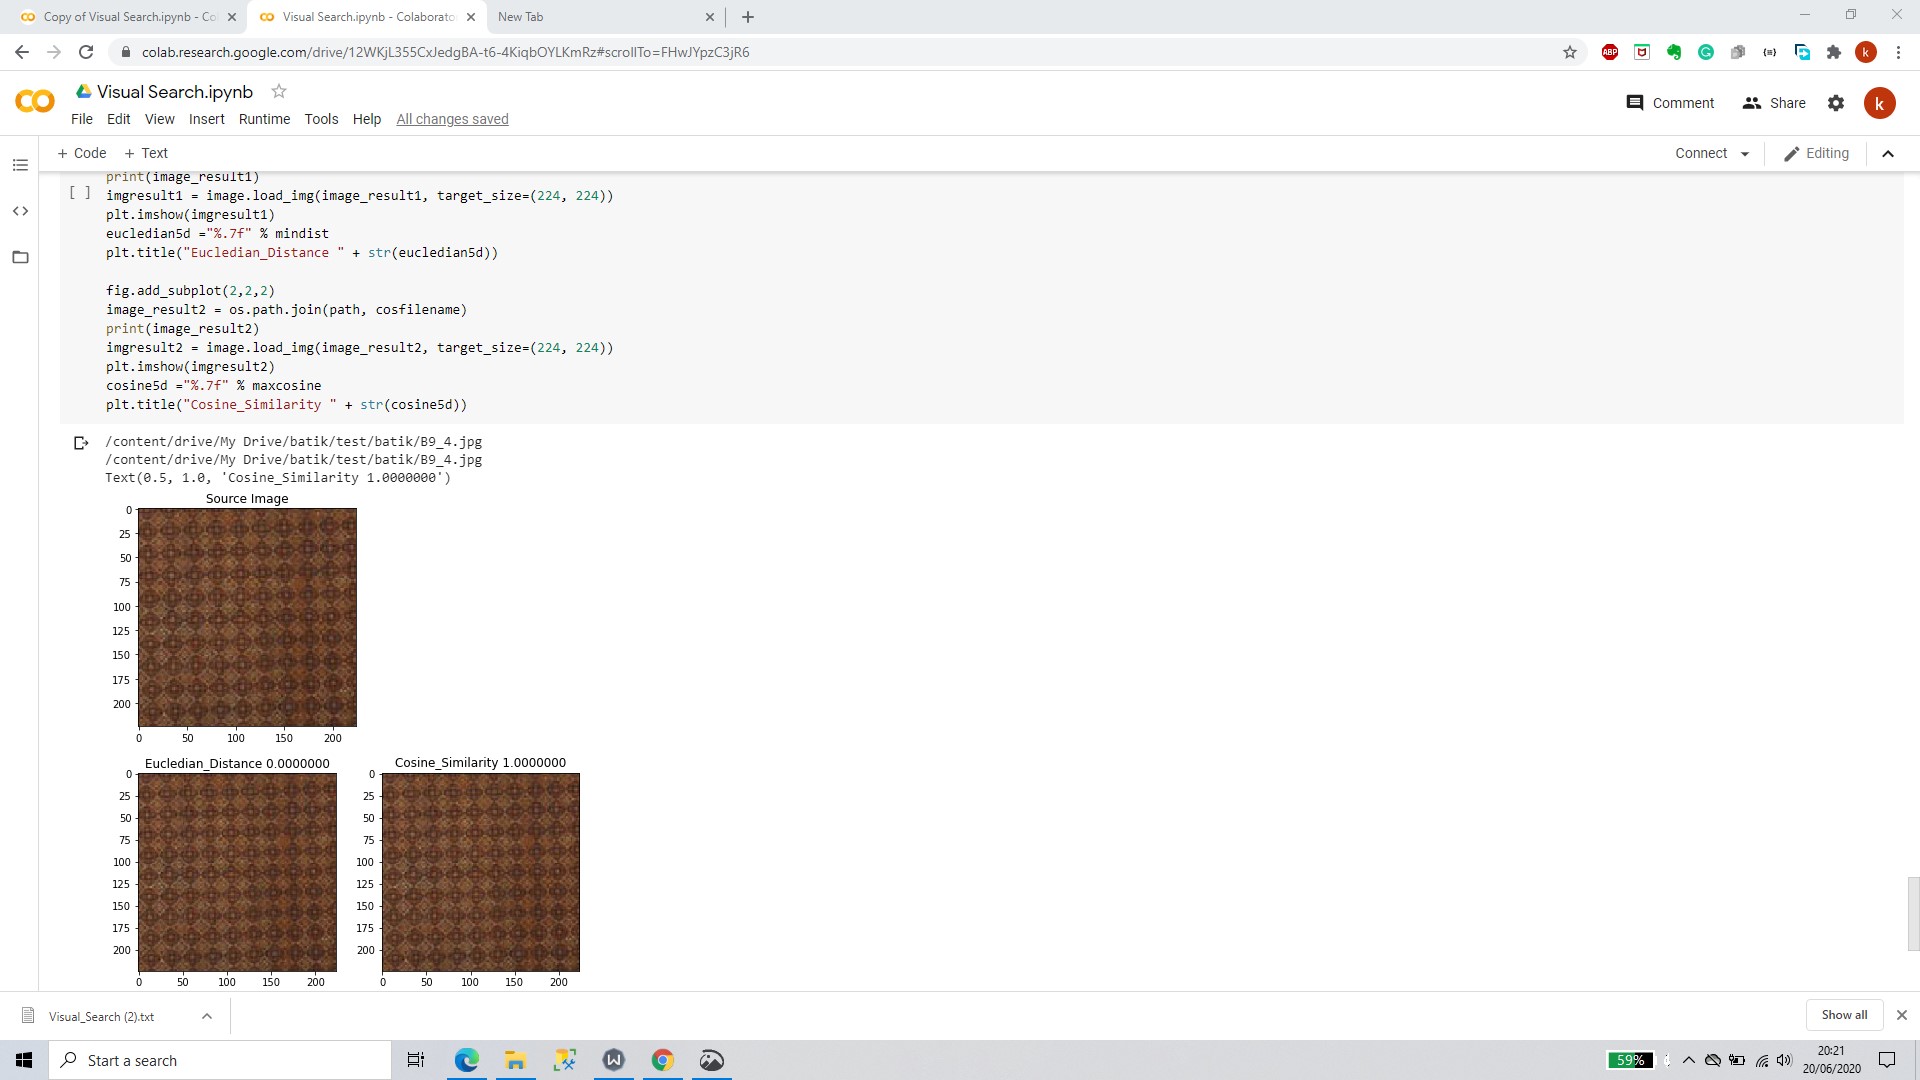 Copy of Visual Search.ipynb - Co
Visual Search.ipynb - Colaborato
New Tab
colab.research.google.com/drive/12WKjL355CxJedgBA-t6-4KiqbOYLKmRz#scrollTo=FHwJYpzC3jR6
ABP
k
Visual Search.ipynb
Comment
Share
k
File Edit View Insert Runtime Tools Help All changes saved
+ Code + Text
Connect
Editing
print(image_result1)
[ ] imgresult1 = image.load_img(image_result1, target_size=(224, 224))
plt.imshow(imgresult1)
eucledian5d ="%.7f" % mindist
plt.title("Eucledian_Distance " + str(eucledian5d))
fig.add_subplot(2,2,2)
image_result2 = os.path.join(path, cosfilename)
print(image_result2)
imgresult2 = image.load_img(image_result2, target_size=(224, 224))
plt.imshow(imgresult2)
cosine5d ="%.7f" % maxcosine
plt.title("Cosine_Similarity " + str(cosine5d))
/content/drive/My Drive/batik/test/batik/B9_4.jpg
/content/drive/My Drive/batik/test/batik/B9_4.jpg
Text(0.5, 1.0, 'Cosine_Similarity 1.0000000')
Source Image
0
25
50
75
100
125
150
175
200
0 50 100 150 200
Eucledian_Distance 0.0000000
0
25
50
75
100
125
150
175
200
0 50 100 150 200
Cosine_Similarity 1.0000000
0
25
50
75
100
125
150
175
200
0 50 100 150 200
Visual_Search (2).txt
Show all
Start a search
W
59%
20:21
20/06/2020